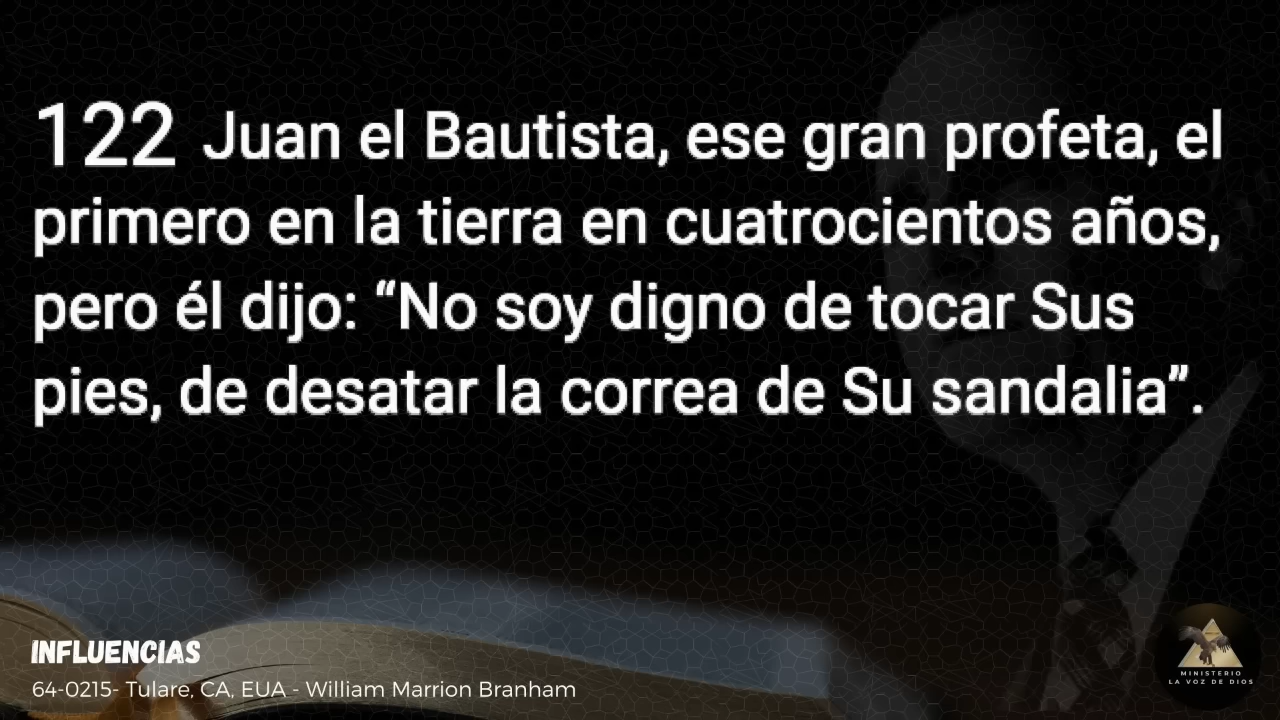 122 Juan el Bautista, ese gran profeta, el
primero en la tierra en cuatrocientos años,
pero él dijo: “No soy digno de tocar Sus
pies, de desatar la correa de Su sandalia”.
INFLUENCIAS
64-0215- Tulare, CA, EUA - William Marrion Branham
MINISTERIO
LA VOZ DE DIOS